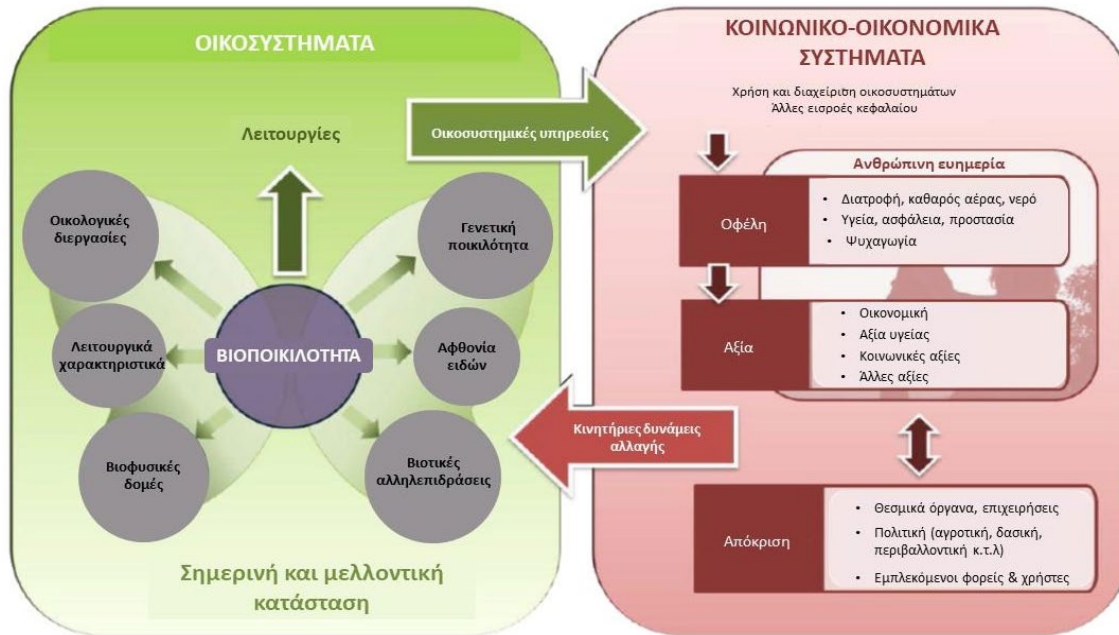 ΟΙΚΟΣΥΣΤΗΜΑΤΑ
Λειτουργίες
Οικολογικές
διεργασίες
Γενετική
ποικιλότητα
Λειτουργικά
χαρακτηριστικά
ΒΙΟΠΟΙΚΙΛΟΤΗΤΑ
Αφθονία
ειδών
Βιοφυσικές
δομές
Βιοτικές
αλληλεπιδράσεις
Σημερινή και μελλοντική
κατάσταση
Οικοσυστημικές υπηρεσίες
Κινητήριες δυνάμεις
αλλαγής
ΚΟΙΝΩΝΙΚΟ-ΟΙΚΟΝΟΜΙΚΑ
ΣΥΣΤΗΜΑΤΑ
Χρήση και διαχείριση οικοσυστημάτων
Άλλες εισροές κεφαλαίου
Ανθρώπινη ευημερία
Οφέλη
• Διατροφή, καθαρός αέρας, νερό
• Υγεία, ασφάλεια, προστασία
• Ψυχαγωγία
Αξία
• Οικονομική
• Αξία υγείας
• Κοινωνικές αξίες
• Άλλες αξίες
Απόκριση
• Θεσμικά όργανα, επιχειρήσεις
• Πολιτική (αγροτική, δασική,
περιβαλλοντική κ.τ.λ)
• Εμπλεκόμενοι φορείς & χρήστες